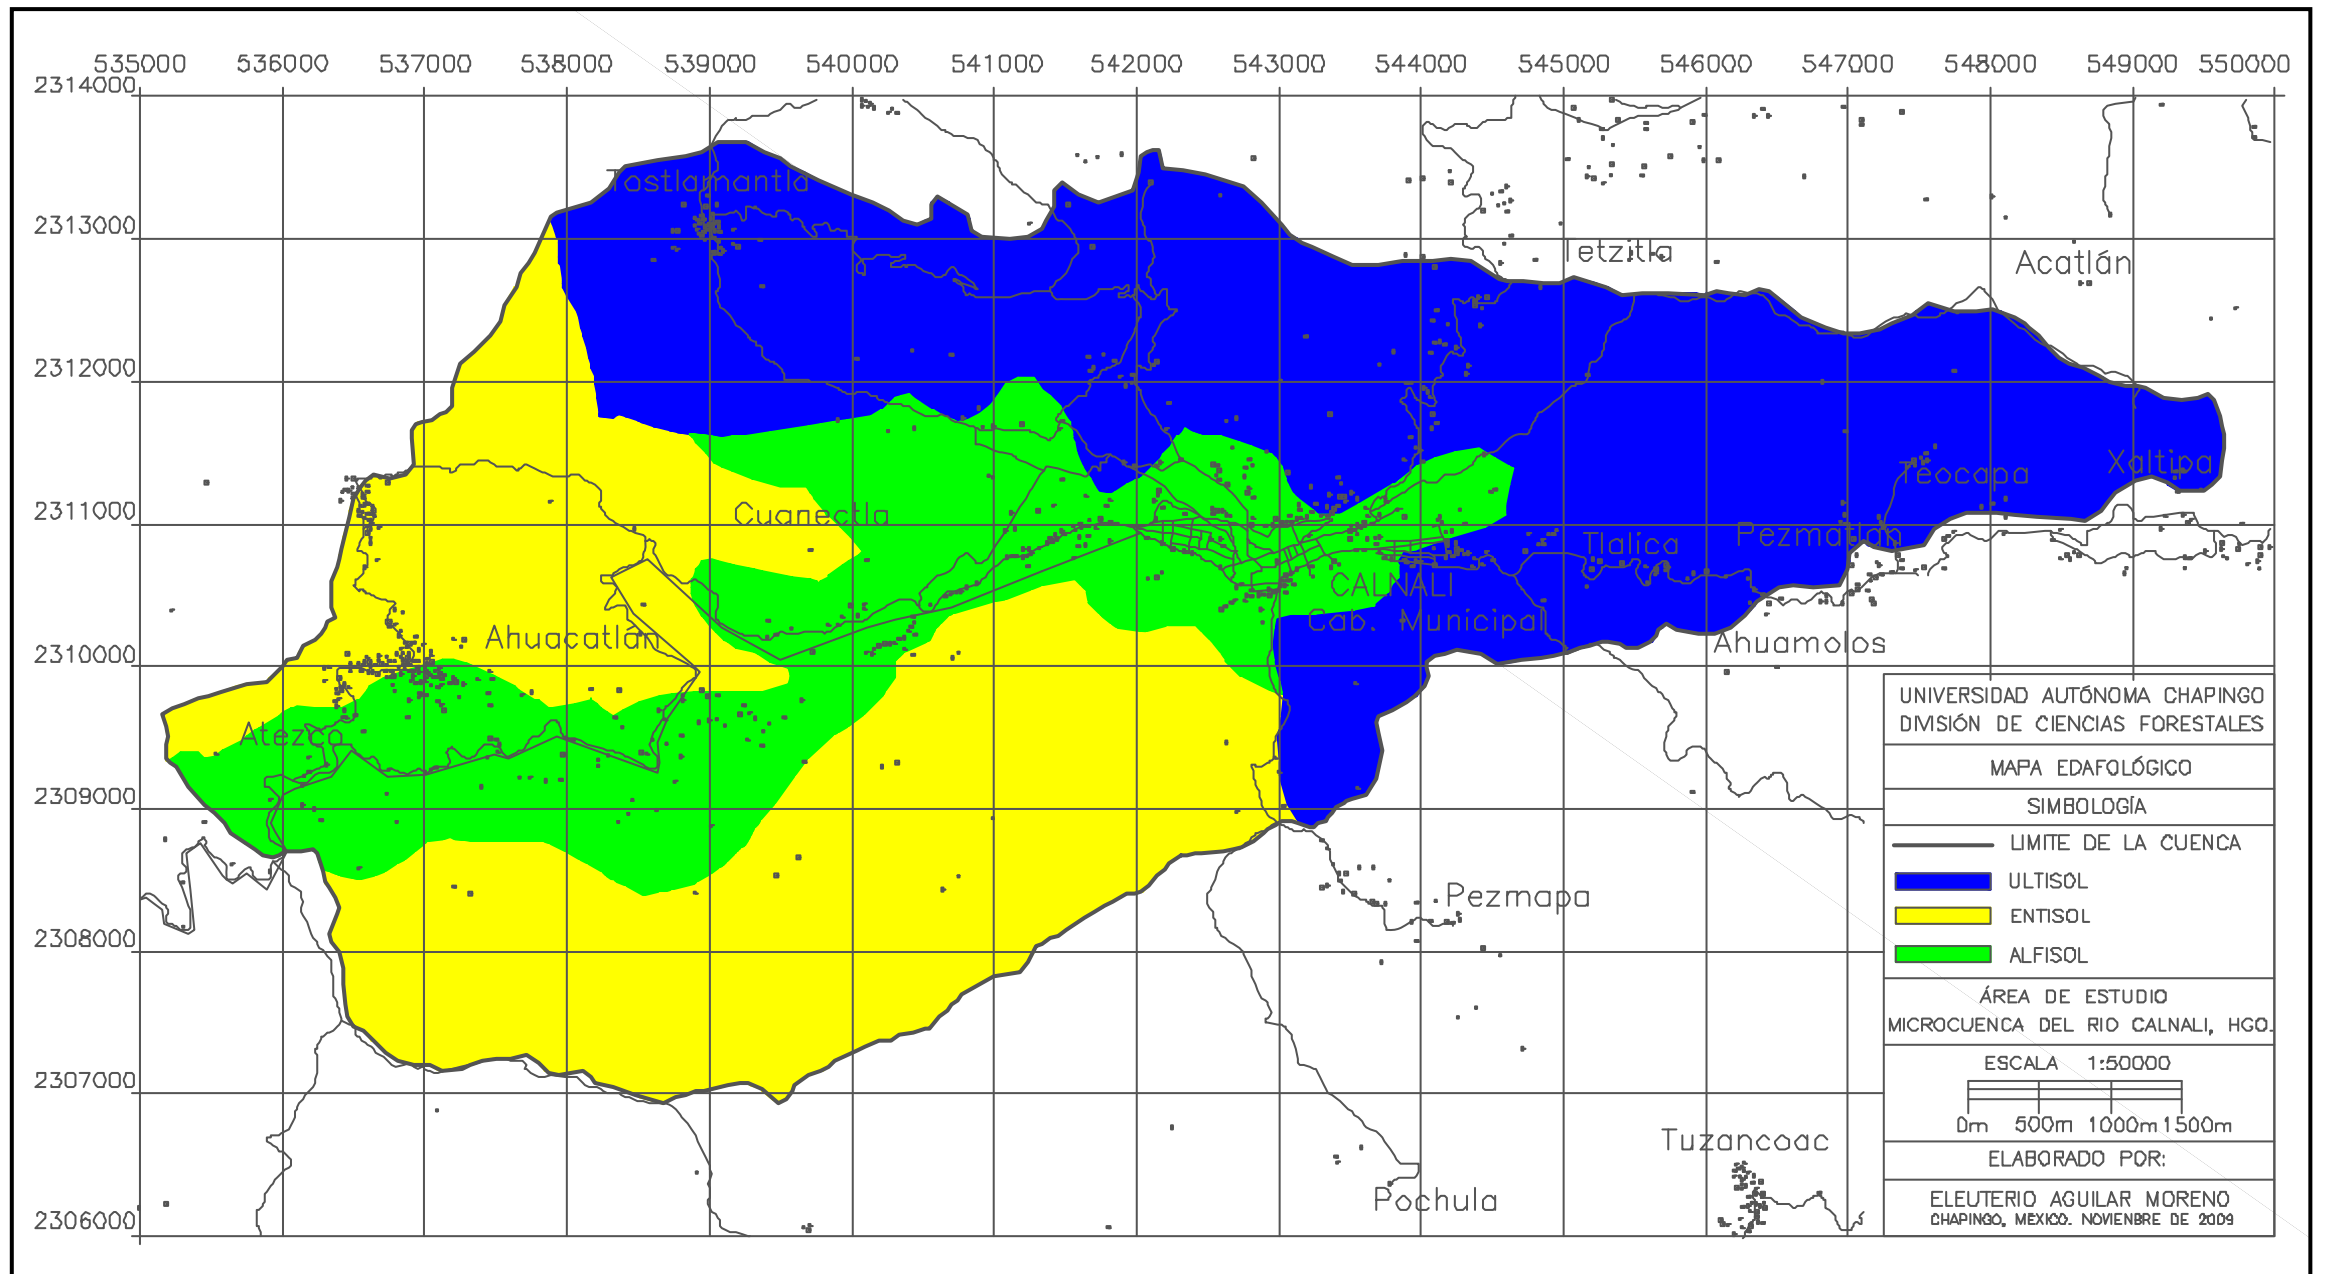 535000 536000 537000 538000 539000 540000 541000 542000 543000 544000 545000 546000 547000 548000 549000 550000
2314000
Tostlamantla
2313000
Tetzitla
Acatlán
2312000
Teocapa
Xaltipa
Cuanectla
2311000
Pezmatlán
Tlalica
CALNALI
Cab. Municipal
Ahuacatlán
Ahuamolos
2310000
Atezco
2309000
Pezmapa
2308000
2307000
Tuzancoac
Pochula
2306000
UNIVERSIDAD AUTÓNOMA CHAPINGO
DIVISIÓN DE CIENCIAS FORESTALES
MAPA EDAFOLÓGICO
SIMBOLOGÍA
LIMITE DE LA CUENCA
ULTISOL
ENTISOL
ALFISOL
ÁREA DE ESTUDIO
MICROCUENCA DEL RIO CALNALI, HGO.
ESCALA 1:50000
0m 500m 1000m 1500m
ELABORADO POR:
ELEUTERIO AGUILAR MORENO
CHAPINGO, MEXICO. NOVIENBRE DE 2009